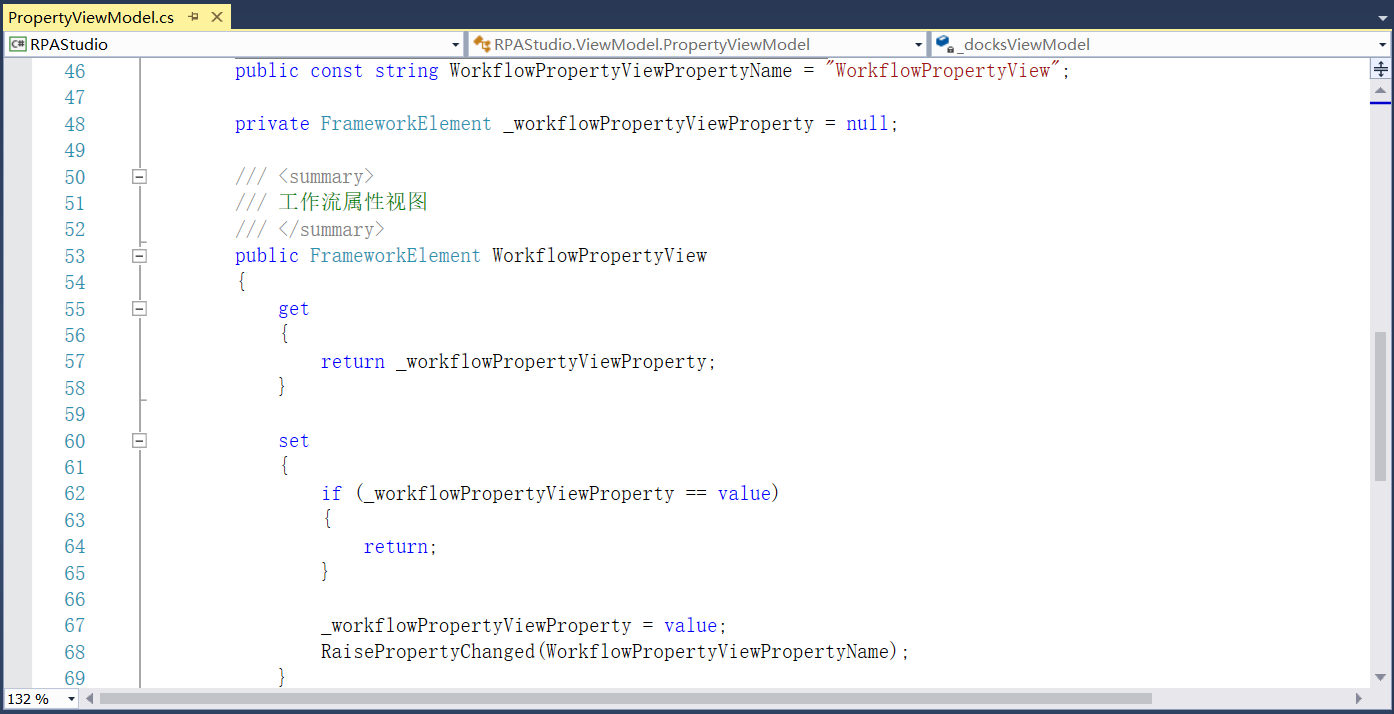 PropertyViewModel.cs
RPAStudio RPAStudio.ViewModel.PropertyViewModel _docksViewModel
46 public const string WorkflowPropertyViewPropertyName = "WorkflowPropertyView";
47
48 private FrameworkElement _workflowPropertyViewProperty = null;
49
50 /// <summary>
51 /// 工作流属性视图
52 /// </summary>
53 public FrameworkElement WorkflowPropertyView
54 {
55 get
56 {
57 return _workflowPropertyViewProperty;
58 }
59
60 set
61 {
62 if (_workflowPropertyViewProperty == value)
63 {
64 return;
65 }
66
67 _workflowPropertyViewProperty = value;
68 RaisePropertyChanged(WorkflowPropertyViewPropertyName);
69 }
132 %